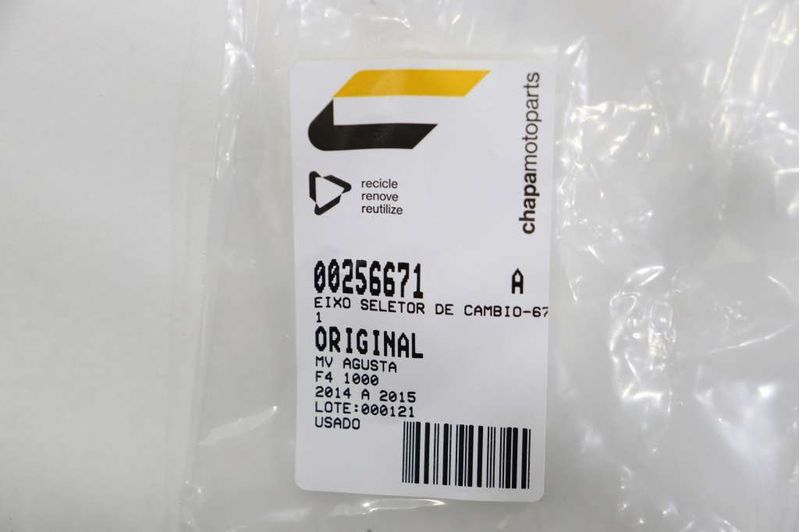 chapamotoparts
recicle
renove
reutilize
00256671 A
EIXO SELETOR DE CAMBIO-67
1
ORIGINAL
MV AGUSTA
F4 1000
2014 A 2015
LOTE:000121
USADO